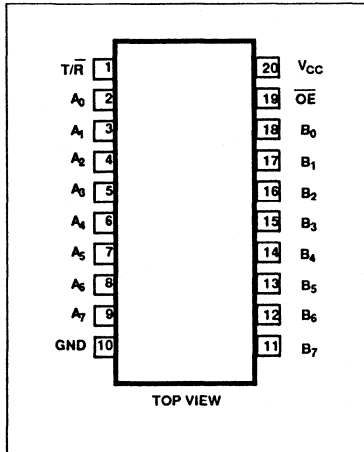 T/R̅ 1 20 VCC
A0 2 19 O̅E̅
A1 3 18 B0
A2 4 17 B1
A3 5 16 B2
A4 6 15 B3
A5 7 14 B4
A6 8 13 B5
A7 9 12 B6
GND 10 11 B7
TOP VIEW